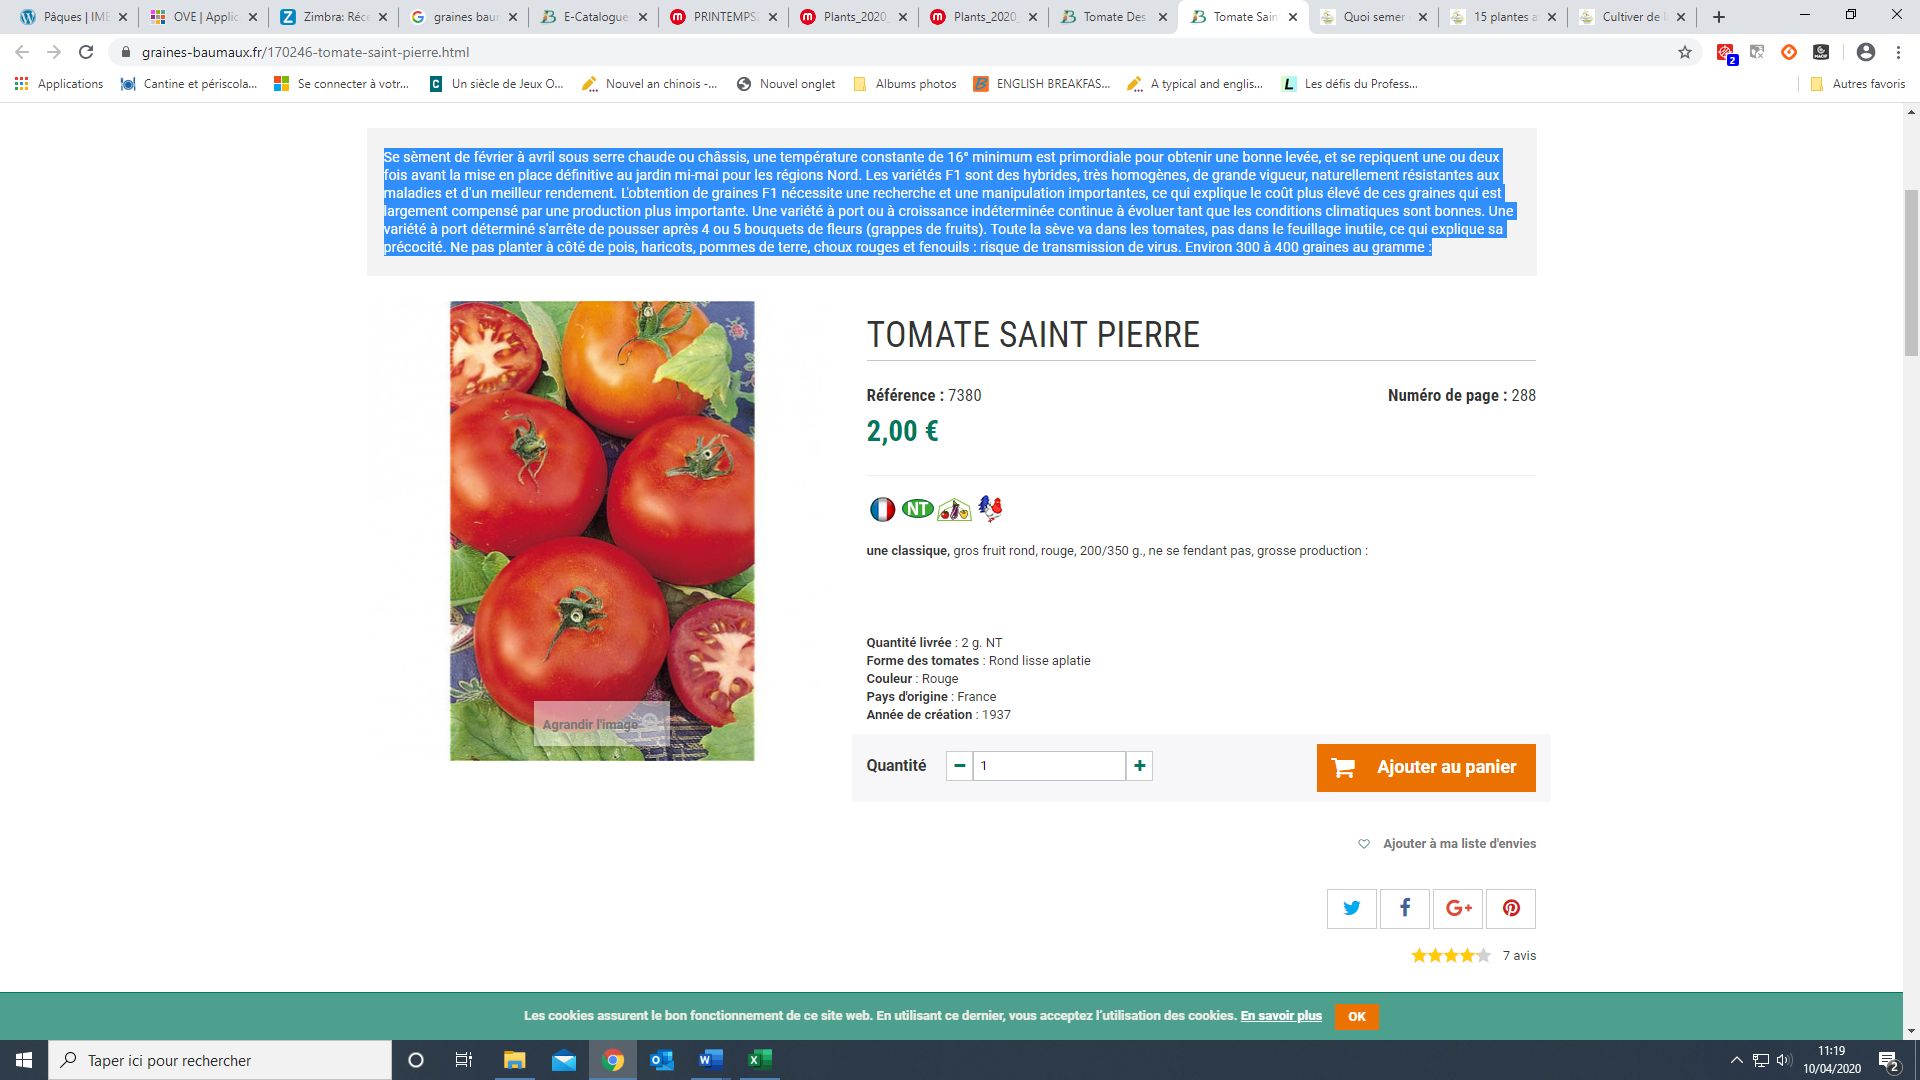 Pâques | IME
OVE | Applic
Zimbra: Réce
graines baum
E-Catalogue
PRINTEMPS
Plants_2020_
Plants_2020_
Tomate Des
Tomate Sain
Quoi semer
15 plantes a
Cultiver de l
graines-baumaux.fr/170246-tomate-saint-pierre.html
2
Applications
Cantine et périscola...
Se connecter à votr...
Un siècle de Jeux O...
Nouvel an chinois -...
Nouvel onglet
Albums photos
ENGLISH BREAKFAS...
A typical and englis...
Les défis du Profess...
Autres favoris
Se sèment de février à avril sous serre chaude ou châssis, une température constante de 16° minimum est primordiale pour obtenir une bonne levée, et se repiquent une ou deux
fois avant la mise en place définitive au jardin mi-mai pour les régions Nord. Les variétés F1 sont des hybrides, très homogènes, de grande vigueur, naturellement résistantes aux
maladies et d'un meilleur rendement. L'obtention de graines F1 nécessite une recherche et une manipulation importantes, ce qui explique le coût plus élevé de ces graines qui est
largement compensé par une production plus importante. Une variété à port ou à croissance indéterminée continue à évoluer tant que les conditions climatiques sont bonnes. Une
variété à port déterminé s'arrête de pousser après 4 ou 5 bouquets de fleurs (grappes de fruits). Toute la sève va dans les tomates, pas dans le feuillage inutile, ce qui explique sa
précocité. Ne pas planter à côté de pois, haricots, pommes de terre, choux rouges et fenouils : risque de transmission de virus. Environ 300 à 400 graines au gramme :
TOMATE SAINT PIERRE
Référence : 7380
Numéro de page : 288
2,00 €
NT
une classique, gros fruit rond, rouge, 200/350 g., ne se fendant pas, grosse production :
Quantité livrée : 2 g. NT
Forme des tomates : Rond lisse aplatie
Couleur : Rouge
Pays d'origine : France
Année de création : 1937
Agrandir l'image
Quantité
1
Ajouter au panier
Ajouter à ma liste d'envies
7 avis
Les cookies assurent le bon fonctionnement de ce site web. En utilisant ce dernier, vous acceptez l'utilisation des cookies. En savoir plus
OK
Taper ici pour rechercher
11:19
10/04/2020
2